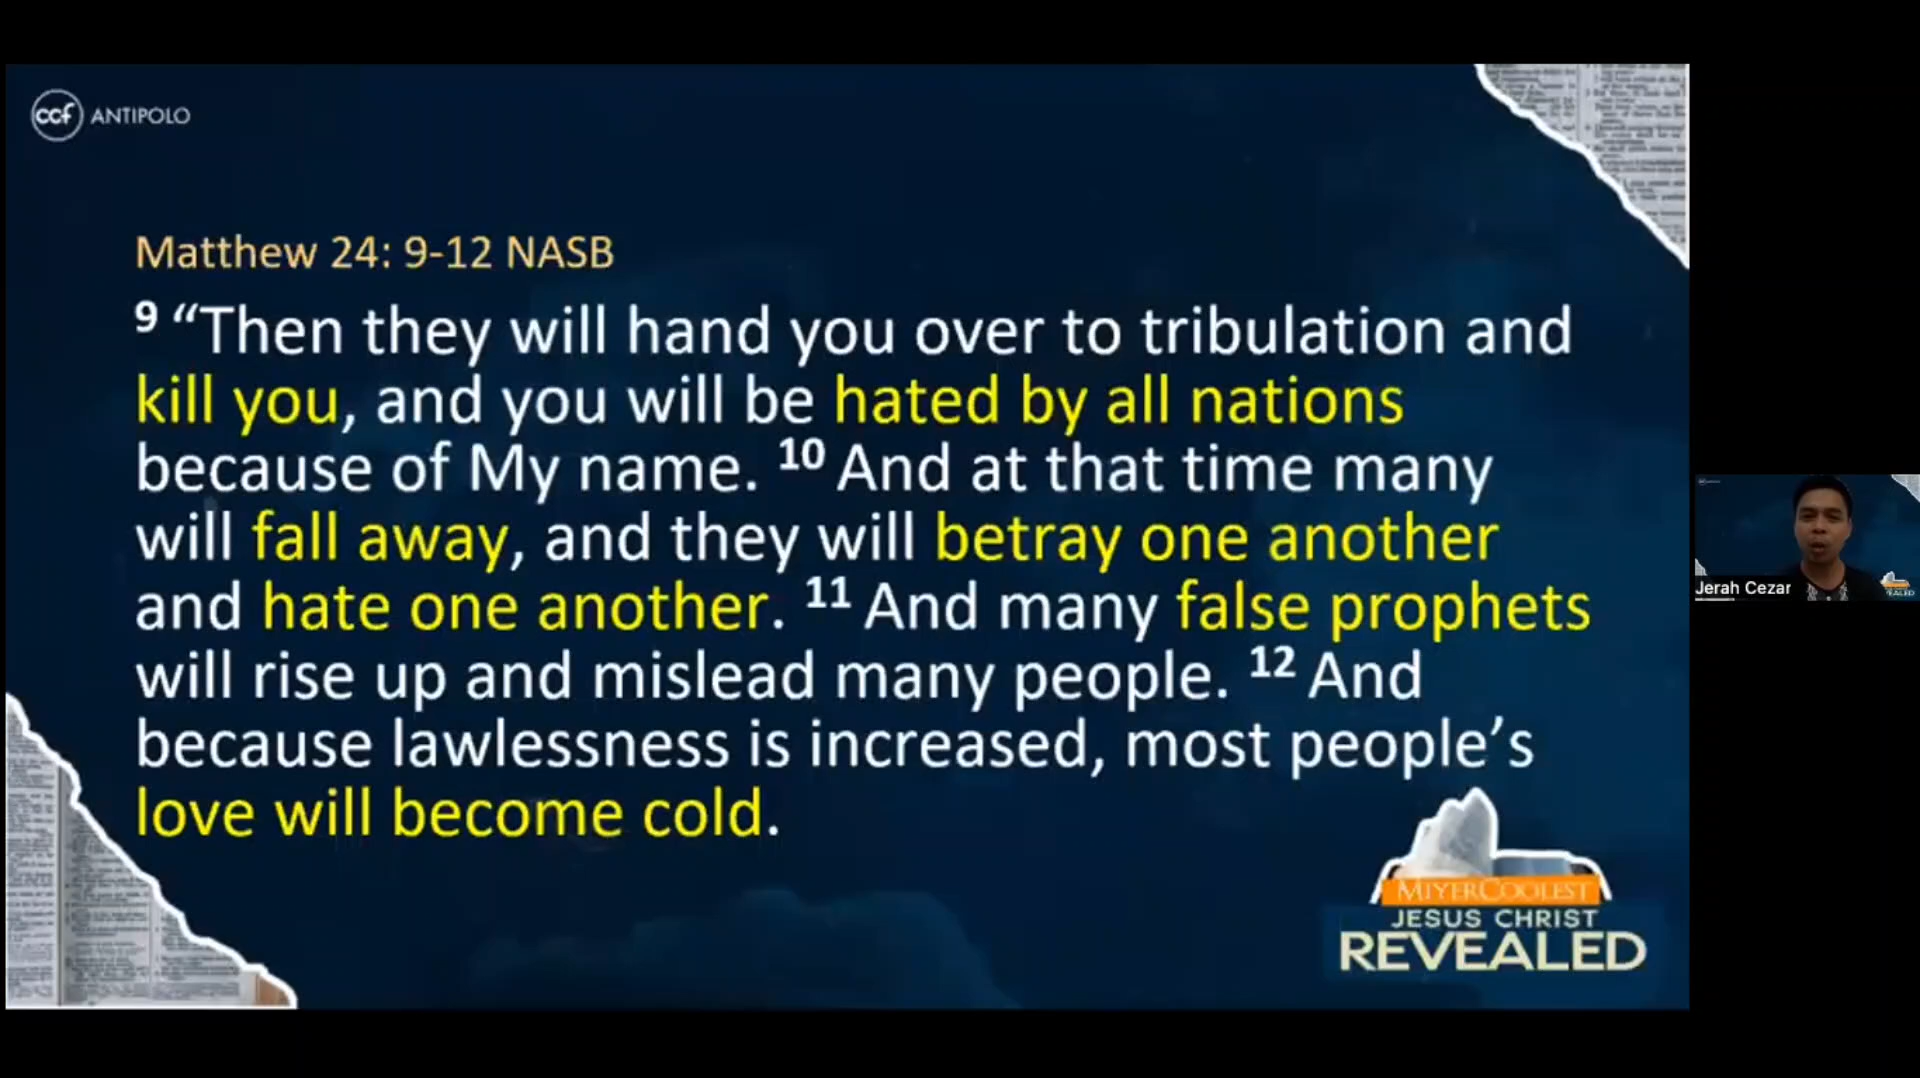 ccf ANTIPOLO
Matthew 24: 9-12 NASB
9 “Then they will hand you over to tribulation and
kill you, and you will be hated by all nations
because of My name. 10 And at that time many
will fall away, and they will betray one another
and hate one another. 11 And many false prophets
will rise up and mislead many people. 12 And
because lawlessness is increased, most people’s
love will become cold.
MIYERCOOLEST
JESUS CHRIST
REVEALED
Jerah Cezar